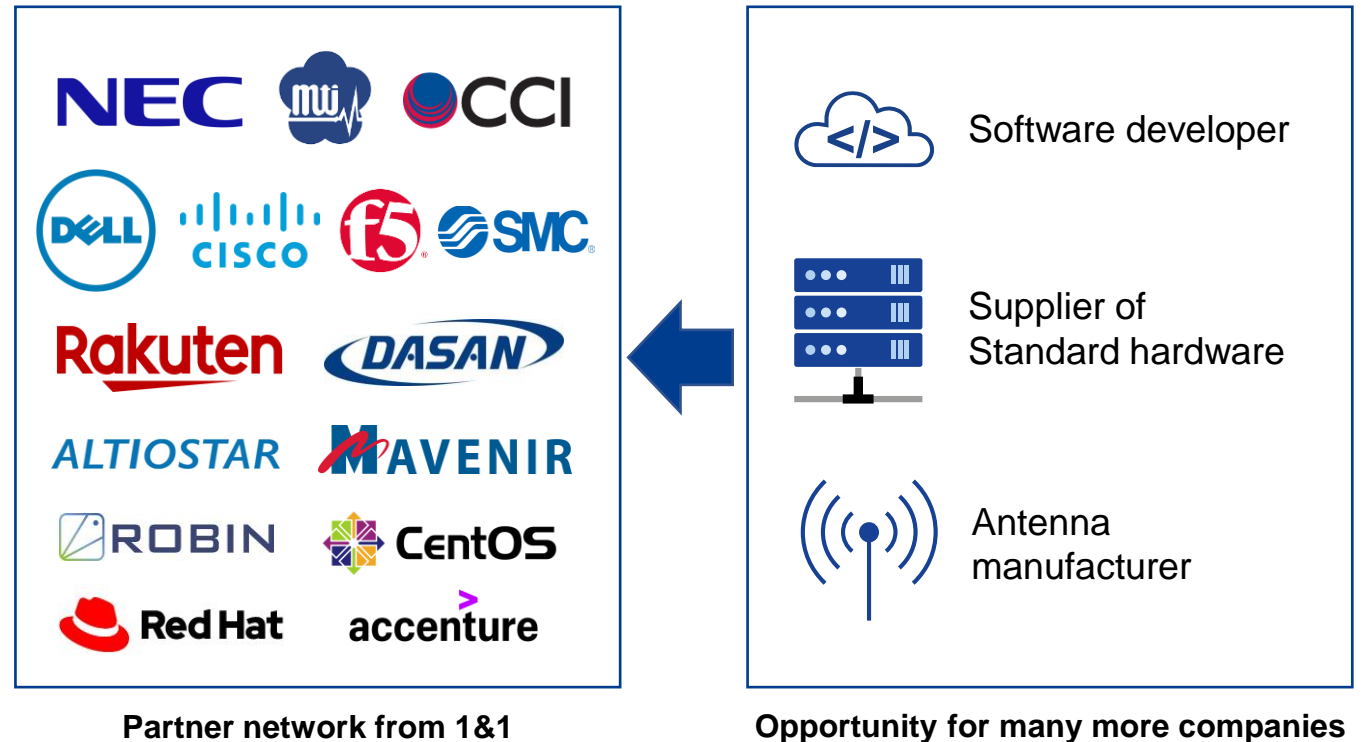 NEC mti CCI
DELL CISCO f5® SMC®
Rakuten DASAN
ALTIOSTAR MAVENIR
ROBIN CentOS
Red Hat accenture
Partner network from 1&1
</> Software developer
Supplier of
Standard hardware
Antenna
manufacturer
Opportunity for many more companies